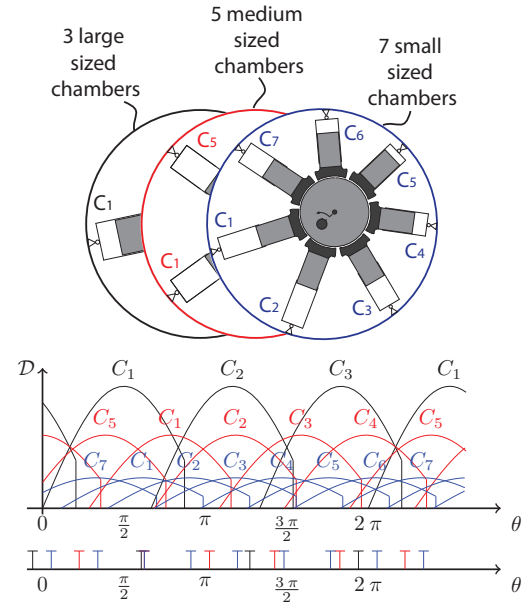 5 medium
sized
chambers
3 large
sized
chambers
7 small
sized
chambers
C6
C7
C5
C5
C1
C1
C4
C1
C2
C3
𝒟
C1 C2 C3 C1
C5 C1 C2 C3 C4 C5
C7 C1 C2 C3 C4 C5 C6 C7
0 π/2 π 3π/2 2π θ
0 π/2 π 3π/2 2π θ